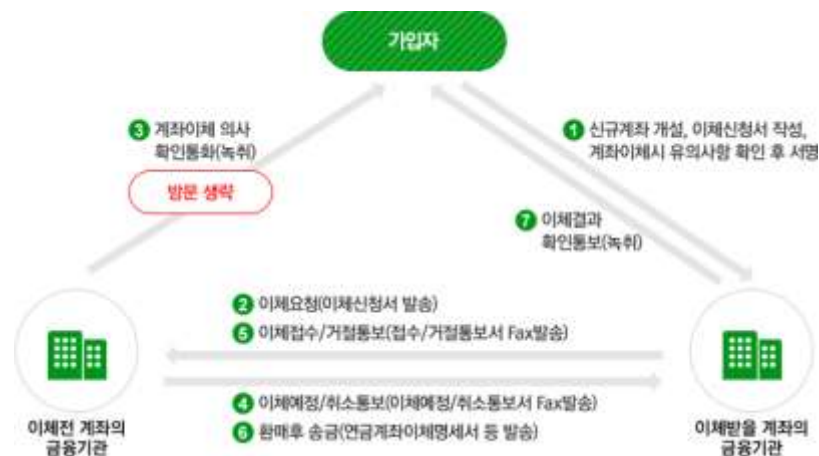 가입자
3 계좌이체 의사
확인통화(녹취)
방문 생략
1 신규계좌 개설, 이체신청서 작성,
계좌이체시 유의사항 확인 후 서명
7 이체결과
확인통보(녹취)
2 이체요청(이체신청서 발송)
5 이체접수/거절통보(접수/거절통보서 Fax발송)
4 이체예정/취소통보(이체예정/취소통보서 Fax발송)
6 환매후 송금(연금계좌이체명세서 등 발송)
이체전 계좌의
금융기관
이체받을 계좌의
금융기관